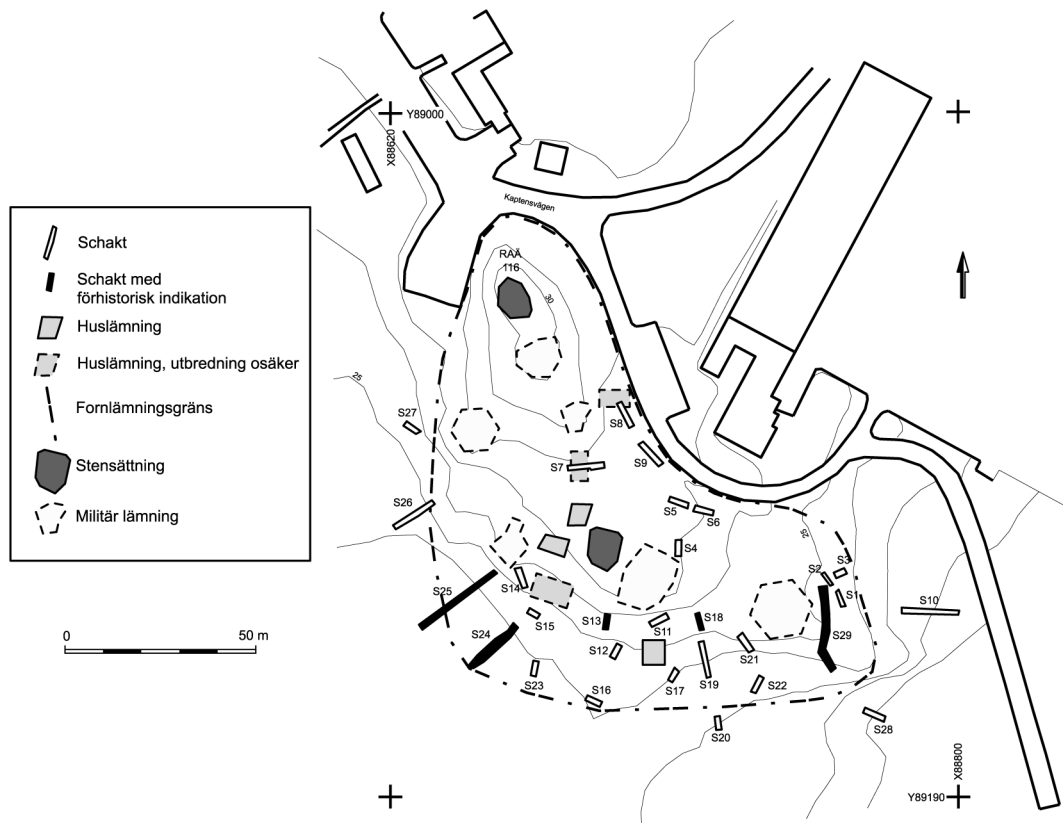 Y89000
X88620
Kaptensvägen
RAÄ
116
30
25
Schakt
Schakt med
förhistorisk indikation
Huslämning
Huslämning, utbredning osäker
Fornlämningsgräns
Stensättning
Militär lämning
0
50 m
S27
S8
S9
S7
S26
S5
S6
S4
25
S3
S2
S1
S10
S25
S14
S15
S13
S11
S18
S24
S12
S21
S29
S23
S16
S17
S19
S22
S20
S28
X88800
Y89190